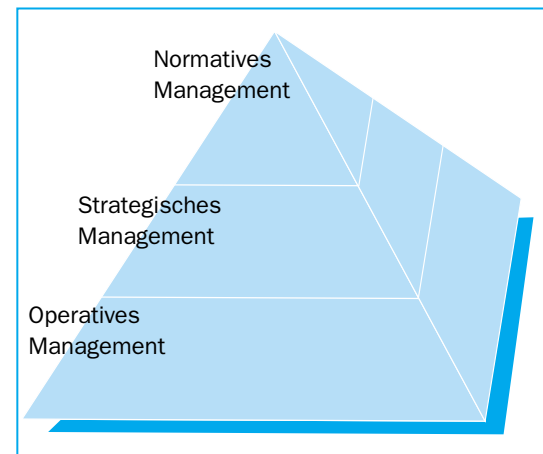 Normatives
Management
Strategisches
Management
Operatives
Management